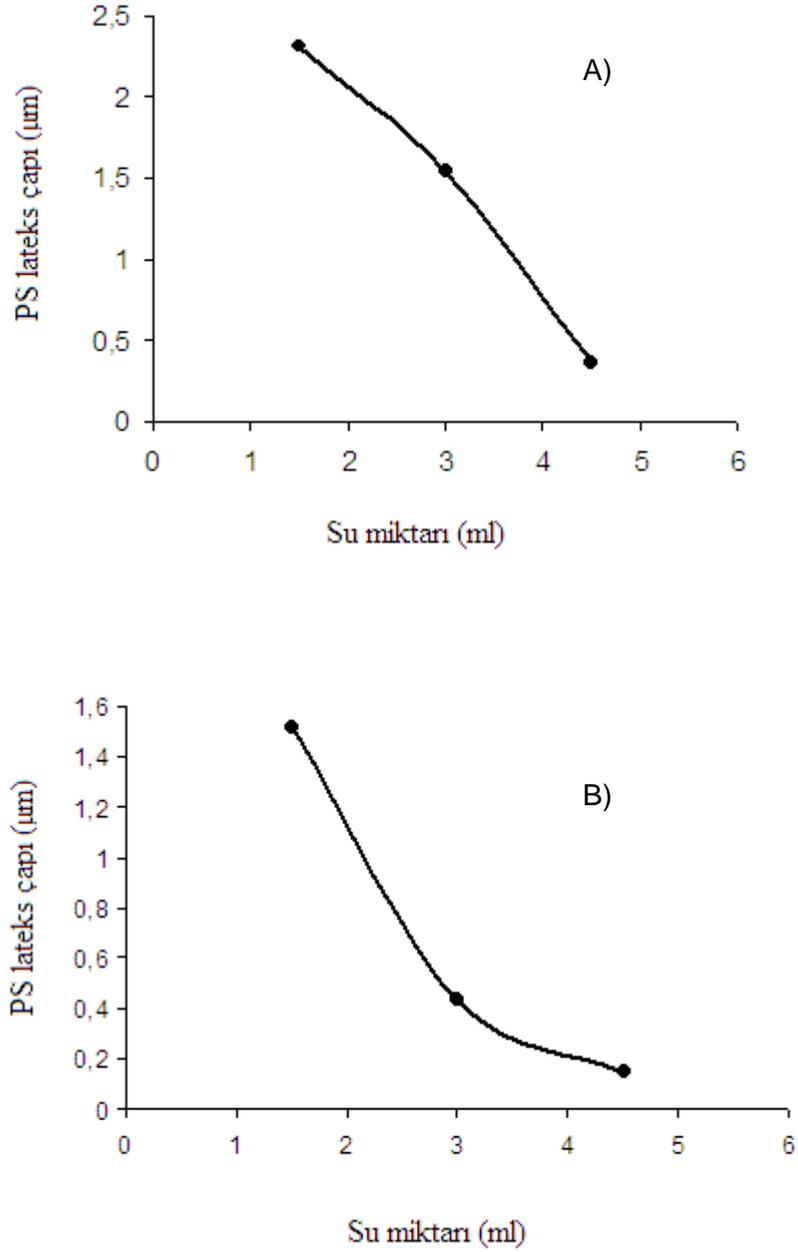 2,5
A)
2
1,5
1
0,5
0
PS lateks çapı (µm)
0 1 2 3 4 5 6
Su miktarı (ml)
1,6
1,4
B)
1,2
1
0,8
0,6
0,4
0,2
0
PS lateks çapı (µm)
0 1 2 3 4 5 6
Su miktarı (ml)